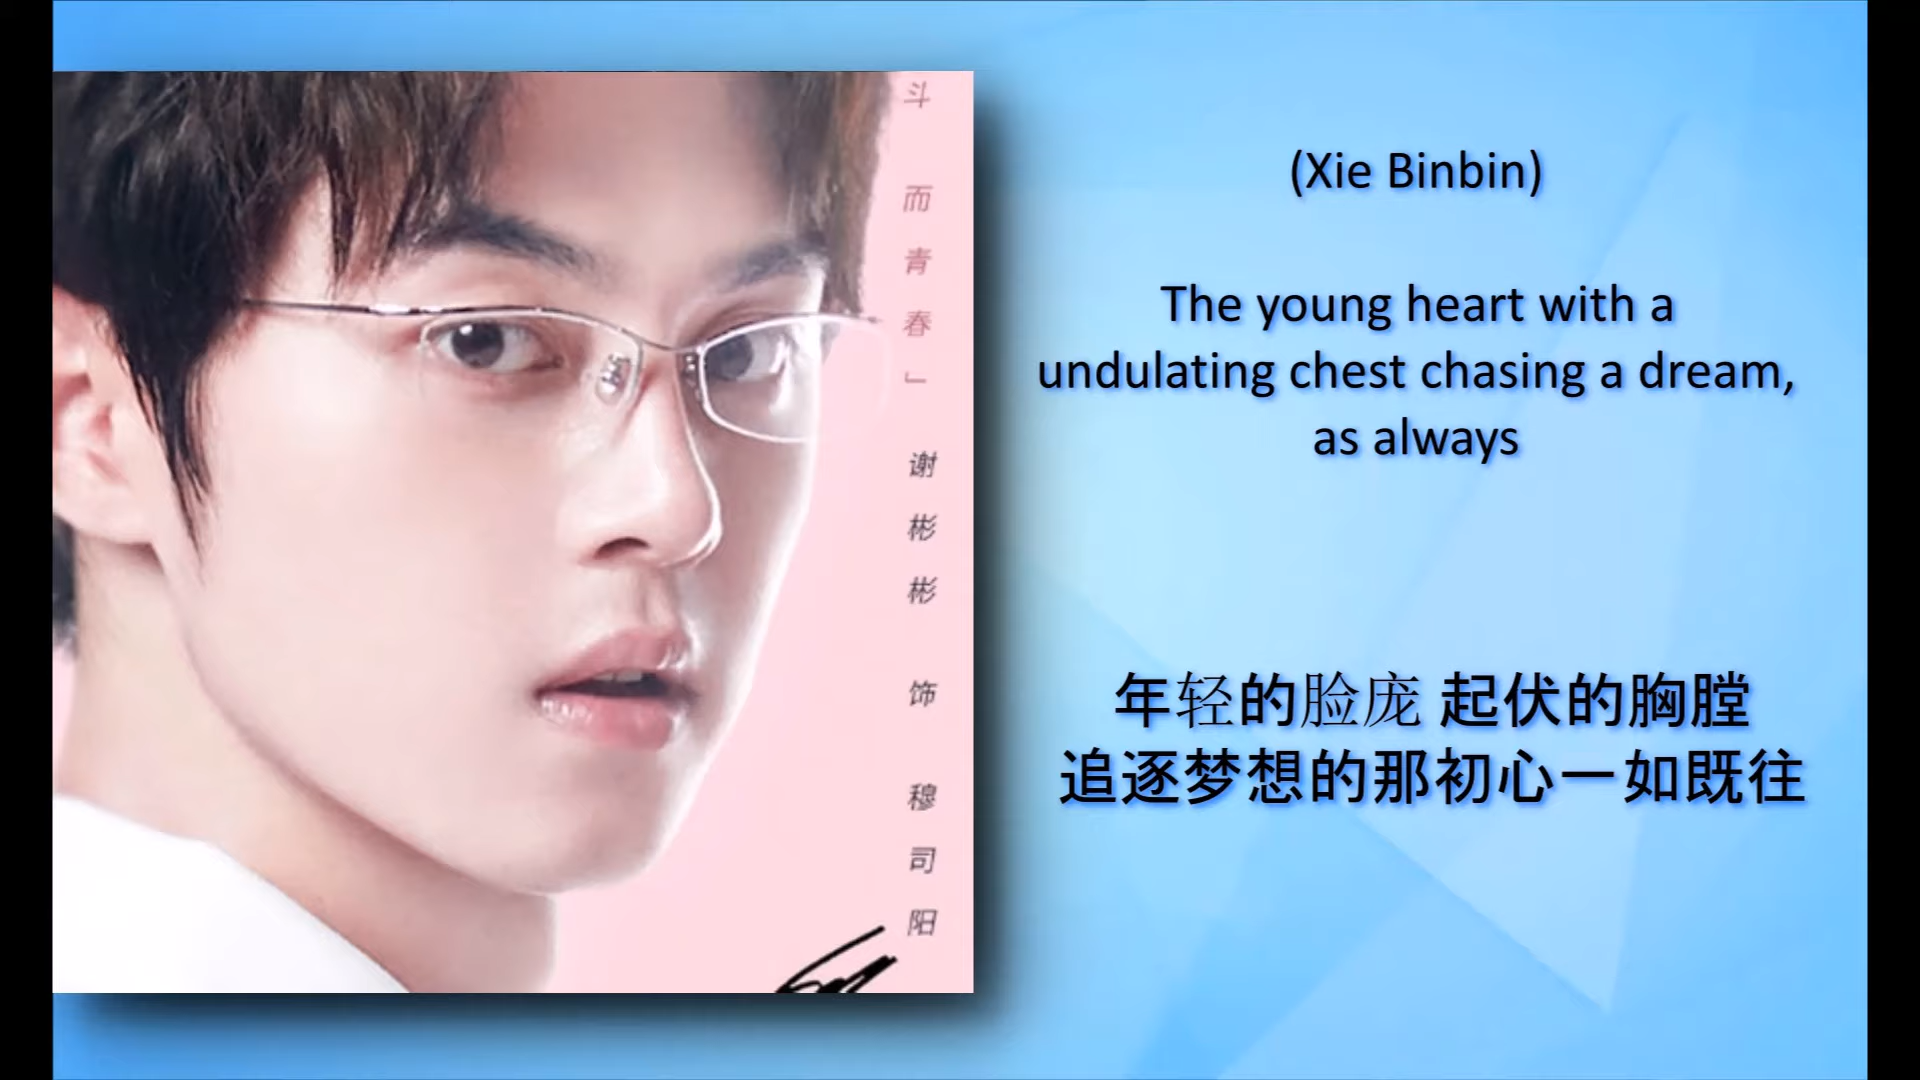 斗 而青春」 谢彬彬 饰 穆司阳
(Xie Binbin)
The young heart with a
undulating chest chasing a dream,
as always
年轻的脸庞 起伏的胸膛
追逐梦想的那初心一如既往